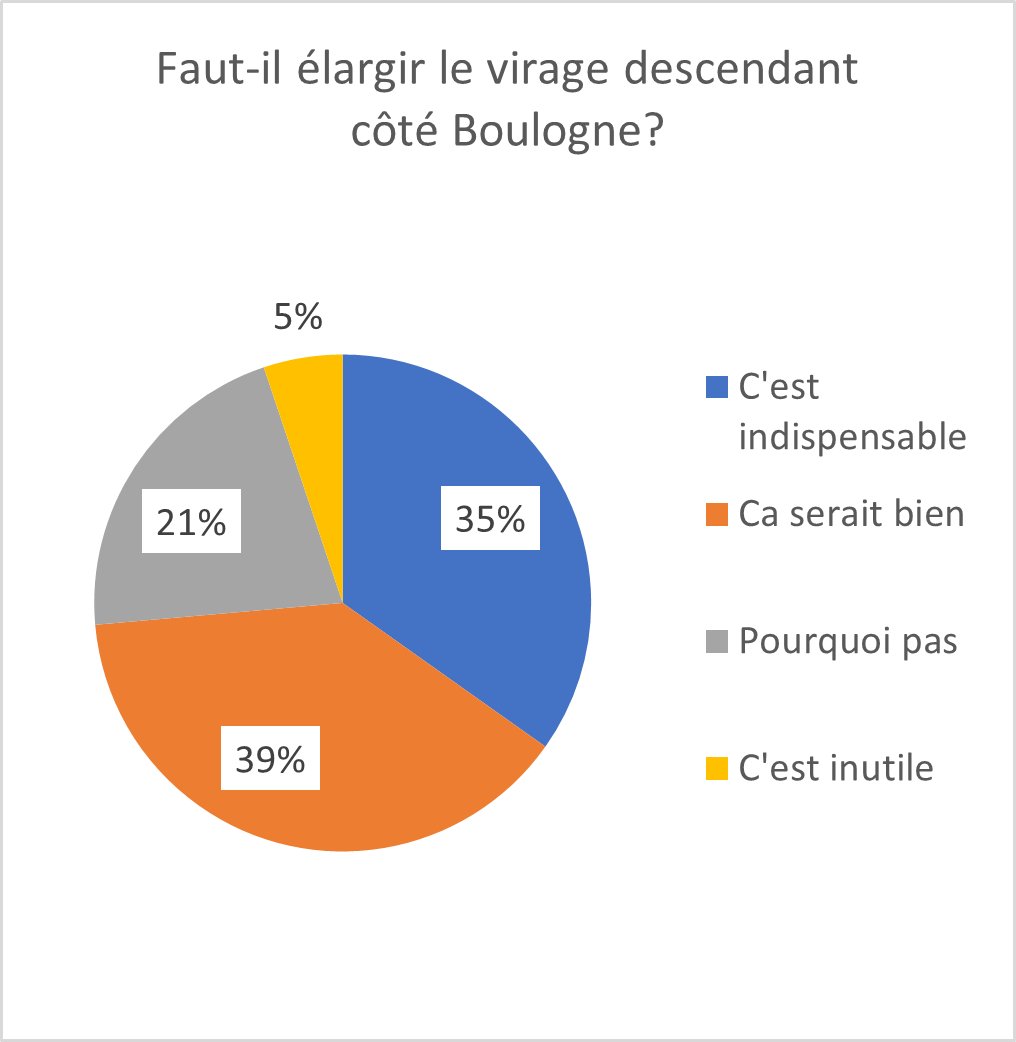 Faut-il élargir le virage descendant
côté Boulogne?
5%
35%
21%
39%
C'est
indispensable
Ca serait bien
Pourquoi pas
C'est inutile